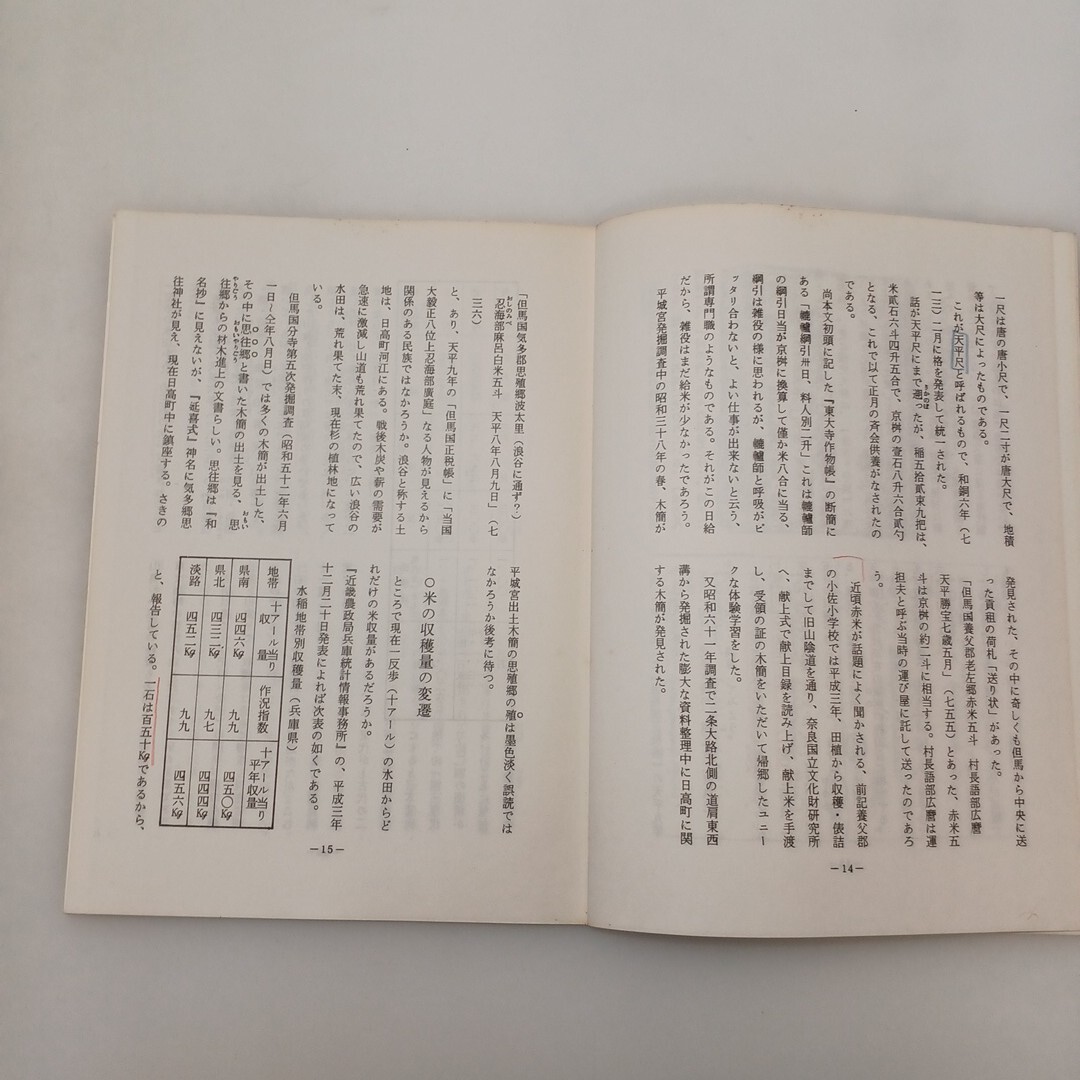 一尺は唐の唐小尺で、一尺二寸が唐大尺で、地積
等は大尺によったものである。
これが天平尺と呼ばれるもので、和銅六年（七
一三）二月に格を発表して統一された。
話が天平尺にまで遡ったが、稲五拾貳束九把は、
さかのぼ
米貳石六斗四升五合で、京桝の壹石八升六合貳勺
となる、これで以て正月の斉会供養がなされたの
である。
尚本文初頭に記した『東大寺作物帳』の断簡に
ある「轆轤綱引卅日、料人別二升」これは轆轤師
の綱引日当が京桝に換算して僅か米八合に当る、
綱引は雑役の様に思われるが、轆轤師と呼吸がピ
ッタリ合わないと、よい仕事が出来ないと云う、
所謂専門職のようなものである。それがこの日給
だから、雑役はまだ給米が少なかったであろう。
平城宮発掘調査中の昭和三十八年の春、木簡が
発見された、その中に奇しくも但馬から中央に送
った貢租の荷札「送り状」があった。
「但馬国養父郡老左郷赤米五斗　村長語部広麿
天平勝宝七歳五月」（七五五）とあった、赤米五
斗は京桝の約二斗に相当する。村長語部広麿は運
担夫と呼ぶ当時の運び屋に託して送ったのであろ
う。
近頃赤米が話題によく聞かされる、前記養父郡
の小佐小学校では平成三年、田植から収穫・俵詰
までして旧山陰道を通り、奈良国立文化財研究所
へ、献上式で献上目録を読み上げ、献上米を手渡
し、受領の証の木簡をいただいて帰郷したユニー
クな体験学習をした。
又昭和六十一年調査で二条大路北側の道肩東西
溝から発掘された膨大な資料整理中に日高町に関
する木簡が発見された。
―14―
「但馬国気多郡思殖郷波太里（浪谷に通ず？）
おしのみべ
忍海部麻呂白米五斗　天平八年八月九日」（七
三六）
と、あり、天平九年の「但馬国正税帳」に「当国
大毅正八位上忍海部廣庭」なる人物が見えるから
関係のある民族ではなかろうか。浪谷と称する土
地は、日高町河江にある。戦後木炭や薪の需要が
急速に激減し山道も荒れ果てたので、広い浪谷の
水田は、荒れ果てた末、現在杉の植林地になって
いる。
但馬国分寺第五次発掘調査（昭和五十二年六月
一日～仝年八月日）では多くの木簡が出土した、
その中に思往郷と書いた木簡の出土を見る、思
おもい
往郷からの材木進上の文書らしい。思往郷は『和
やりごう　おもいやりごう
名抄』に見えないが、『延喜式』神名に気多郷思
往神社が見え、現在日高町中に鎮座する。さきの
平城宮出土木簡の思殖郷の殖は墨色淡く誤読では
なかろうか後考に待つ。
〇米の収穫量の変遷
ところで現在一反歩（十アール）の水田からど
れだけの米収量があるだろうか。
『近畿農政局兵庫統計情報事務所』の、平成三年
十二月二十日発表によれば次表の如くである。
水稲地帯別収穫量（兵庫県）
地帯　十アール当り収量　作況指数　十アール当り平年収量
県南　四四六kg　九九　四五〇kg
県北　四三二kg　九七　四四四kg
淡路　四五二kg　九九　四五六kg
と、報告している。一石は百五十kgであるから、
―15―